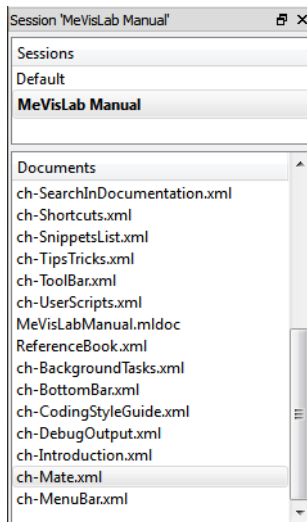 Session 'MeVisLab Manual'
Sessions
Default
MeVisLab Manual
Documents
ch-SearchInDocumentation.xml
ch-Shortcuts.xml
ch-SnippetsList.xml
ch-TipsTricks.xml
ch-ToolBar.xml
ch-UserScripts.xml
MeVisLabManual.mldoc
ReferenceBook.xml
ch-BackgroundTasks.xml
ch-BottomBar.xml
ch-CodingStyleGuide.xml
ch-DebugOutput.xml
ch-Introduction.xml
ch-Mate.xml
ch-MenuBar.xml